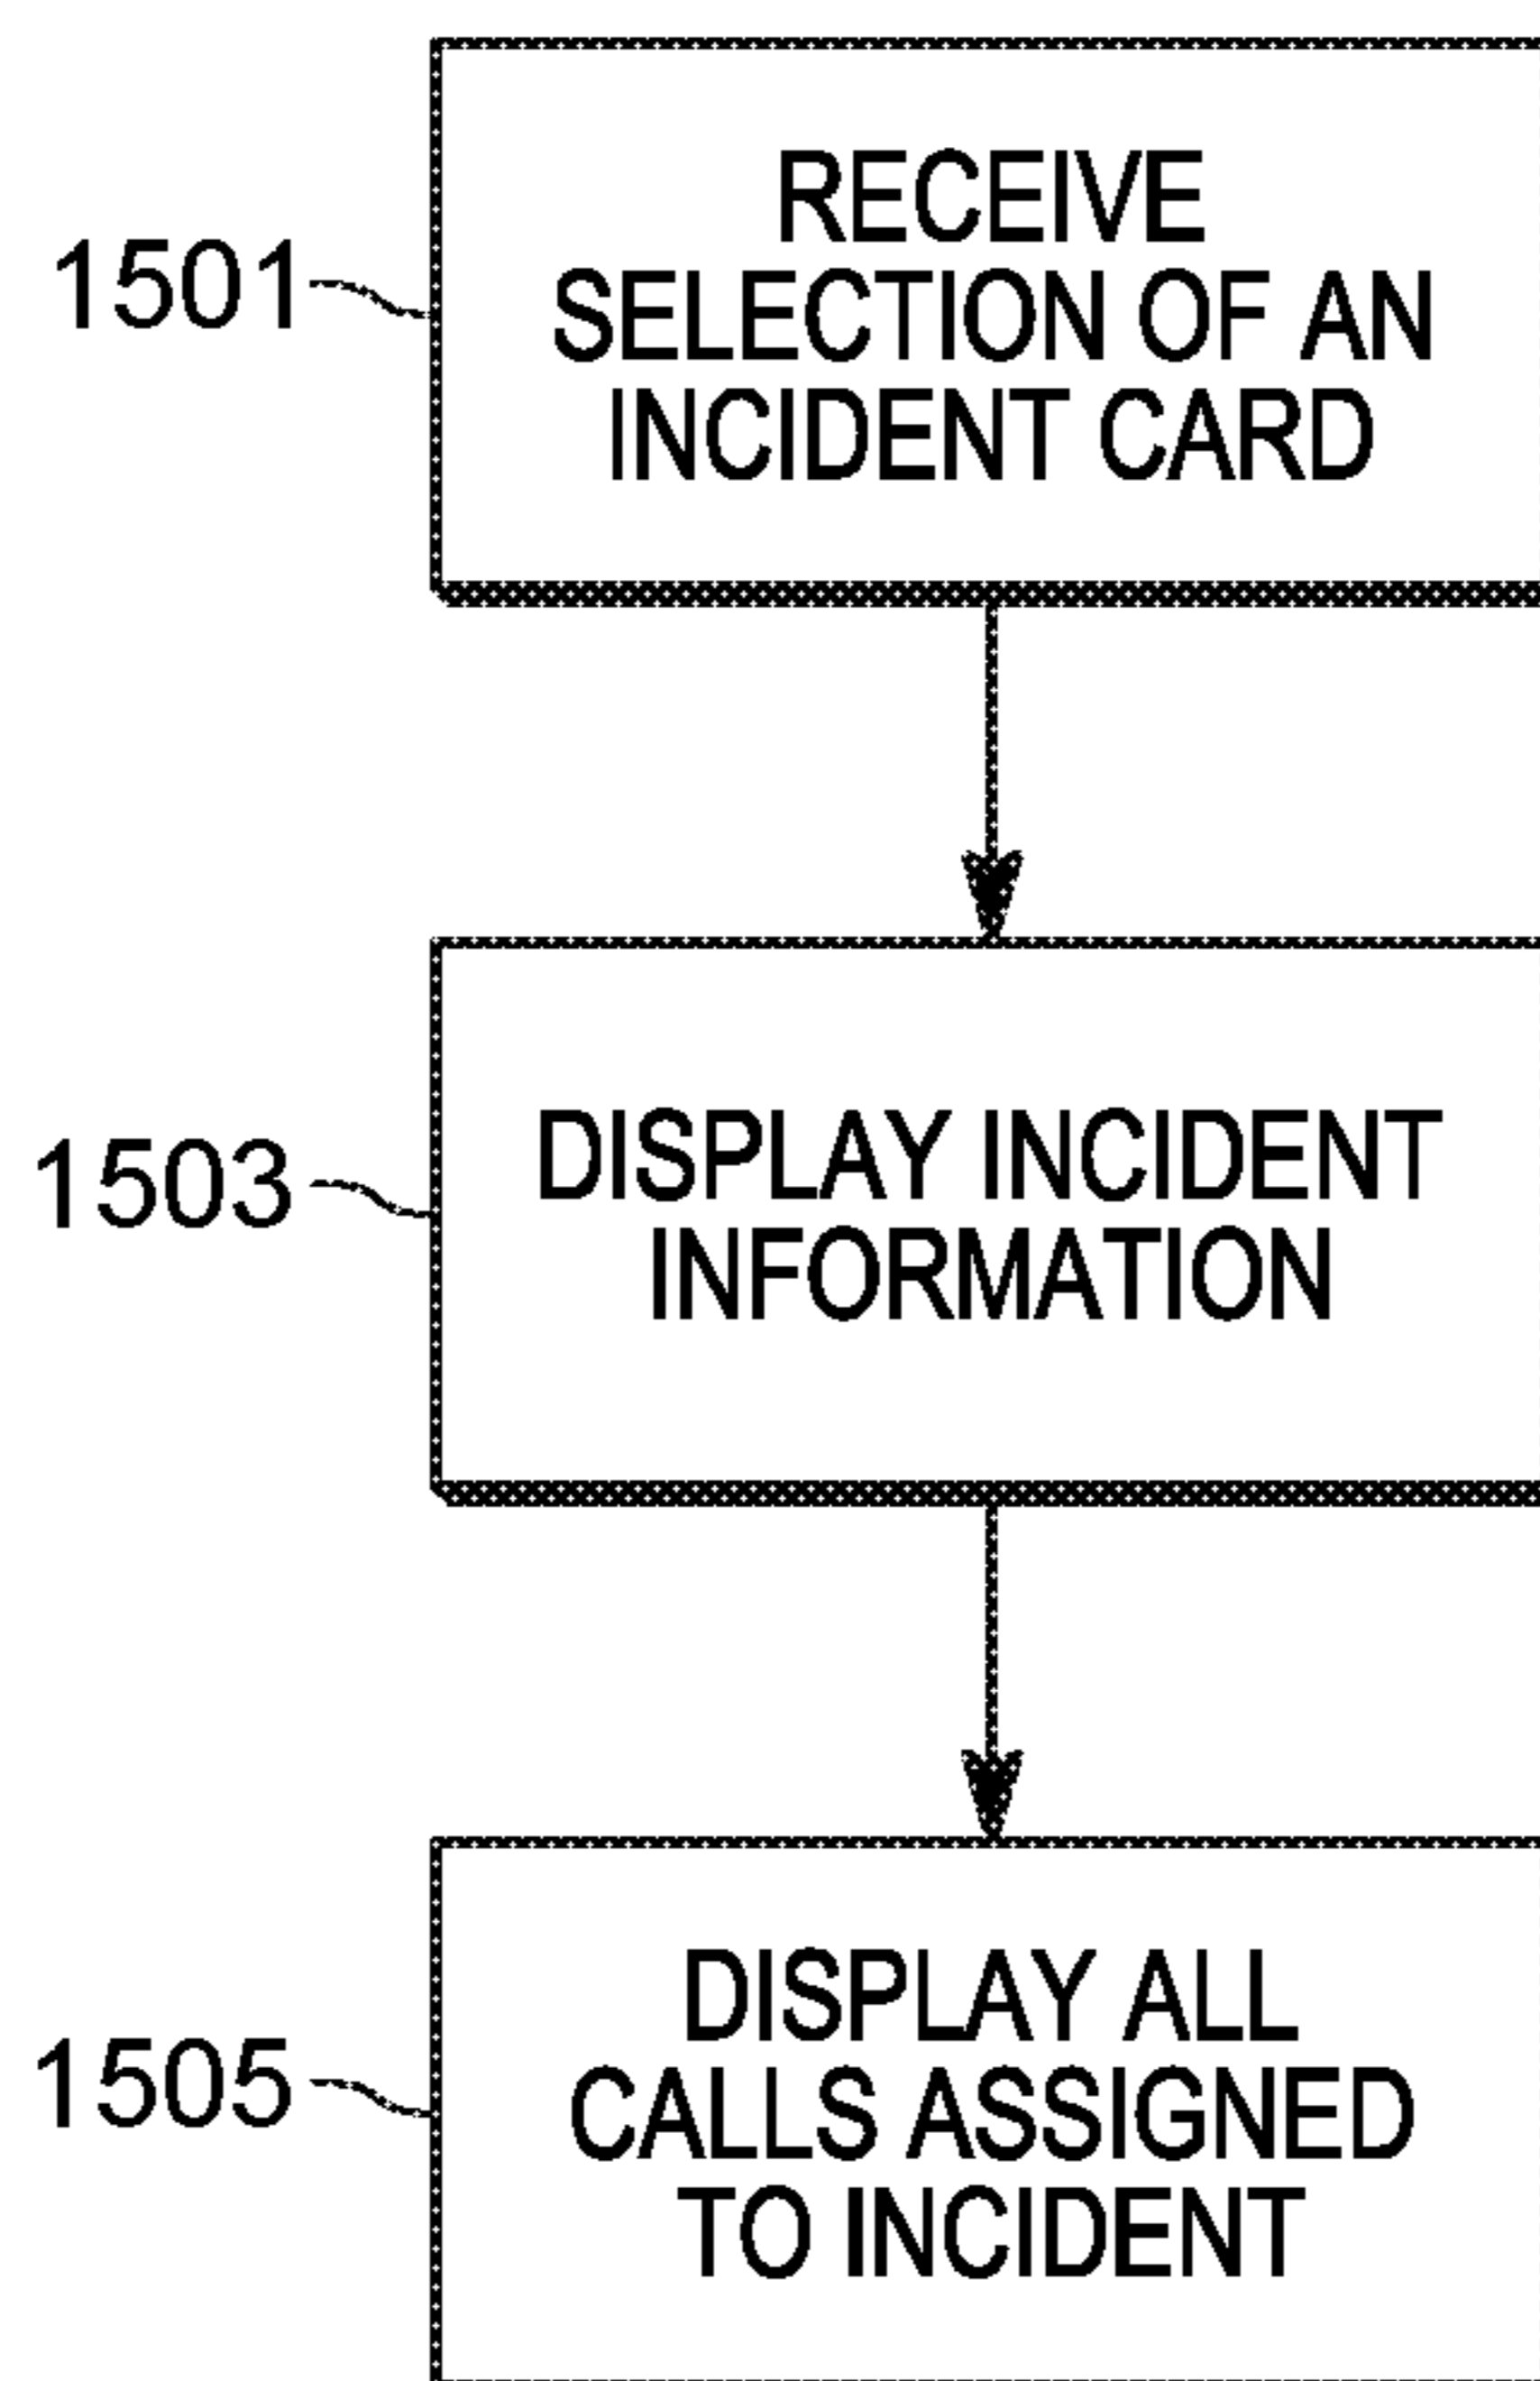 RECEIVE
1501
SELECTION OF AN
INCIDENT CARD
DISPLAY INCIDENT
1503
INFORMATION
DISPLAY ALL
1505
CALLS ASSIGNED
TO INCIDENT